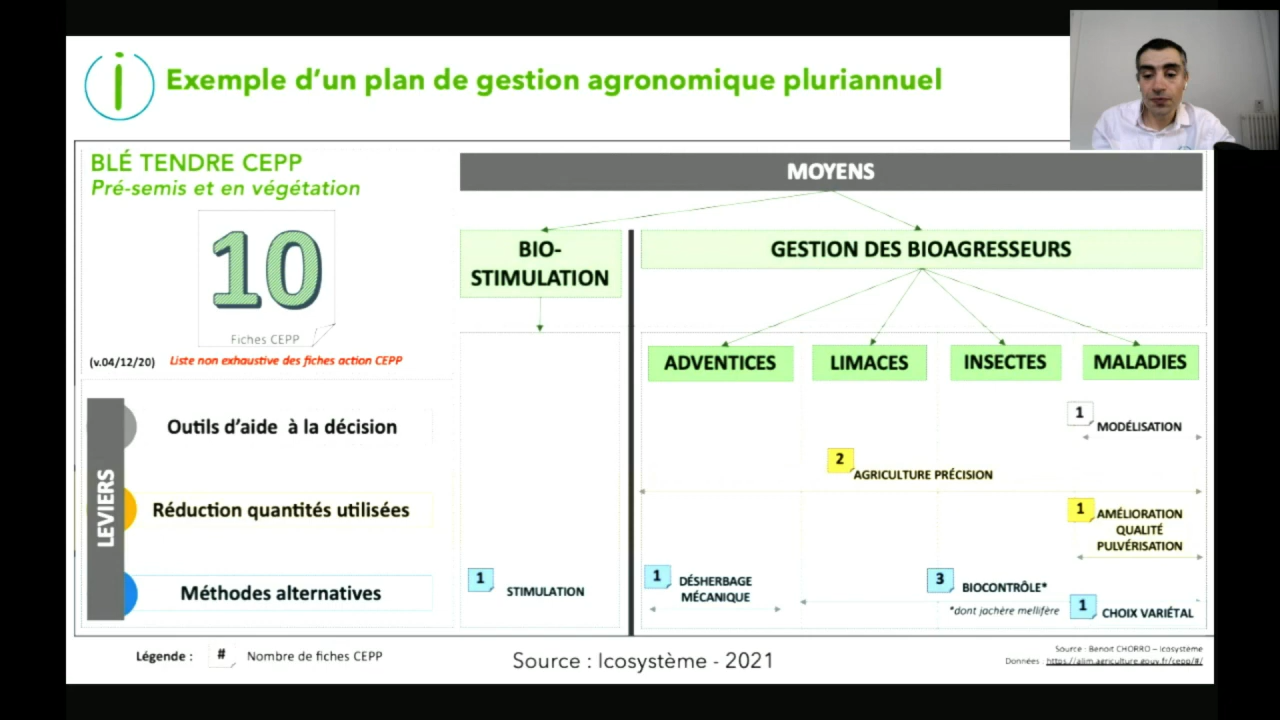 Exemple d'un plan de gestion agronomique pluriannuel
BLÉ TENDRE CEPP
Pré-semis et en végétation
10
Fiches CEPP
(v.04/12/20) Liste non exhaustive des fiches action CEPP
MOYENS
BIO-
STIMULATION
GESTION DES BIOAGRESSEURS
ADVENTICES
LIMACES
INSECTES
MALADIES
LEVIERS
Outils d'aide à la décision
1 MODÉLISATION
2 AGRICULTURE PRÉCISION
Réduction quantités utilisées
1 AMÉLIORATION
QUALITÉ
PULVÉRISATION
Méthodes alternatives
1 STIMULATION
1 DÉSHERBAGE
MÉCANIQUE
3 BIOCONTRÔLE*
*dont jachère mellifère
1 CHOIX VARIÉTAL
Légende : # Nombre de fiches CEPP
Source : Icosystème - 2021
Source : Benoit CHORRO – Icosystème
Données https://alim.agriculture.gouv.fr/cepp/#/